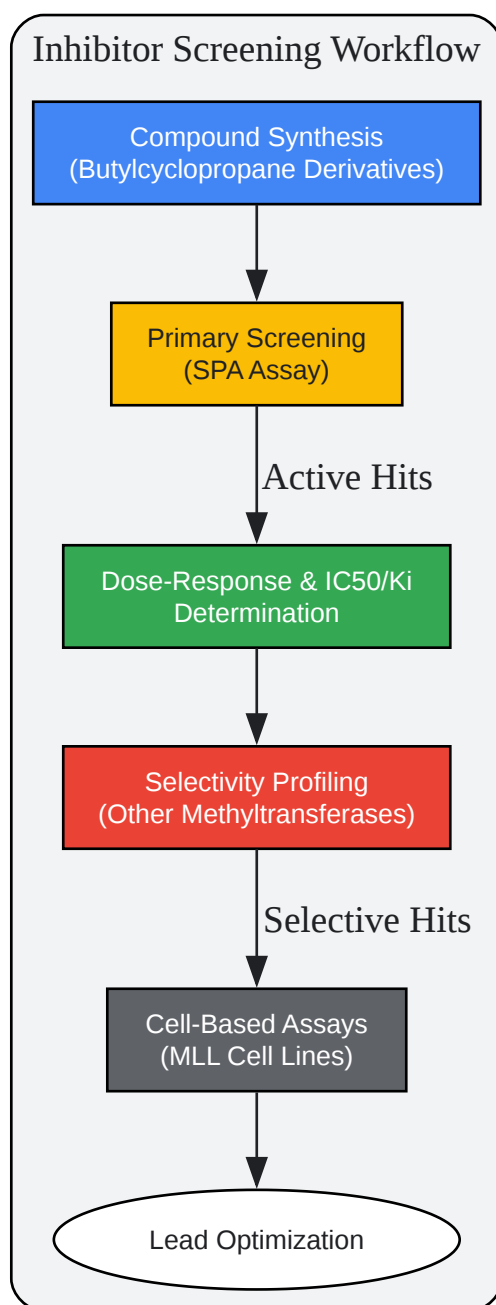 Inhibitor Screening Workflow
Compound Synthesis
(Butylcyclopropane Derivatives)
Primary Screening
(SPA Assay)
Active Hits
Dose-Response & IC50/Ki
Determination
Selectivity Profiling
(Other Methyltransferases)
Selective Hits
Cell-Based Assays
(MLL Cell Lines)
Lead Optimization